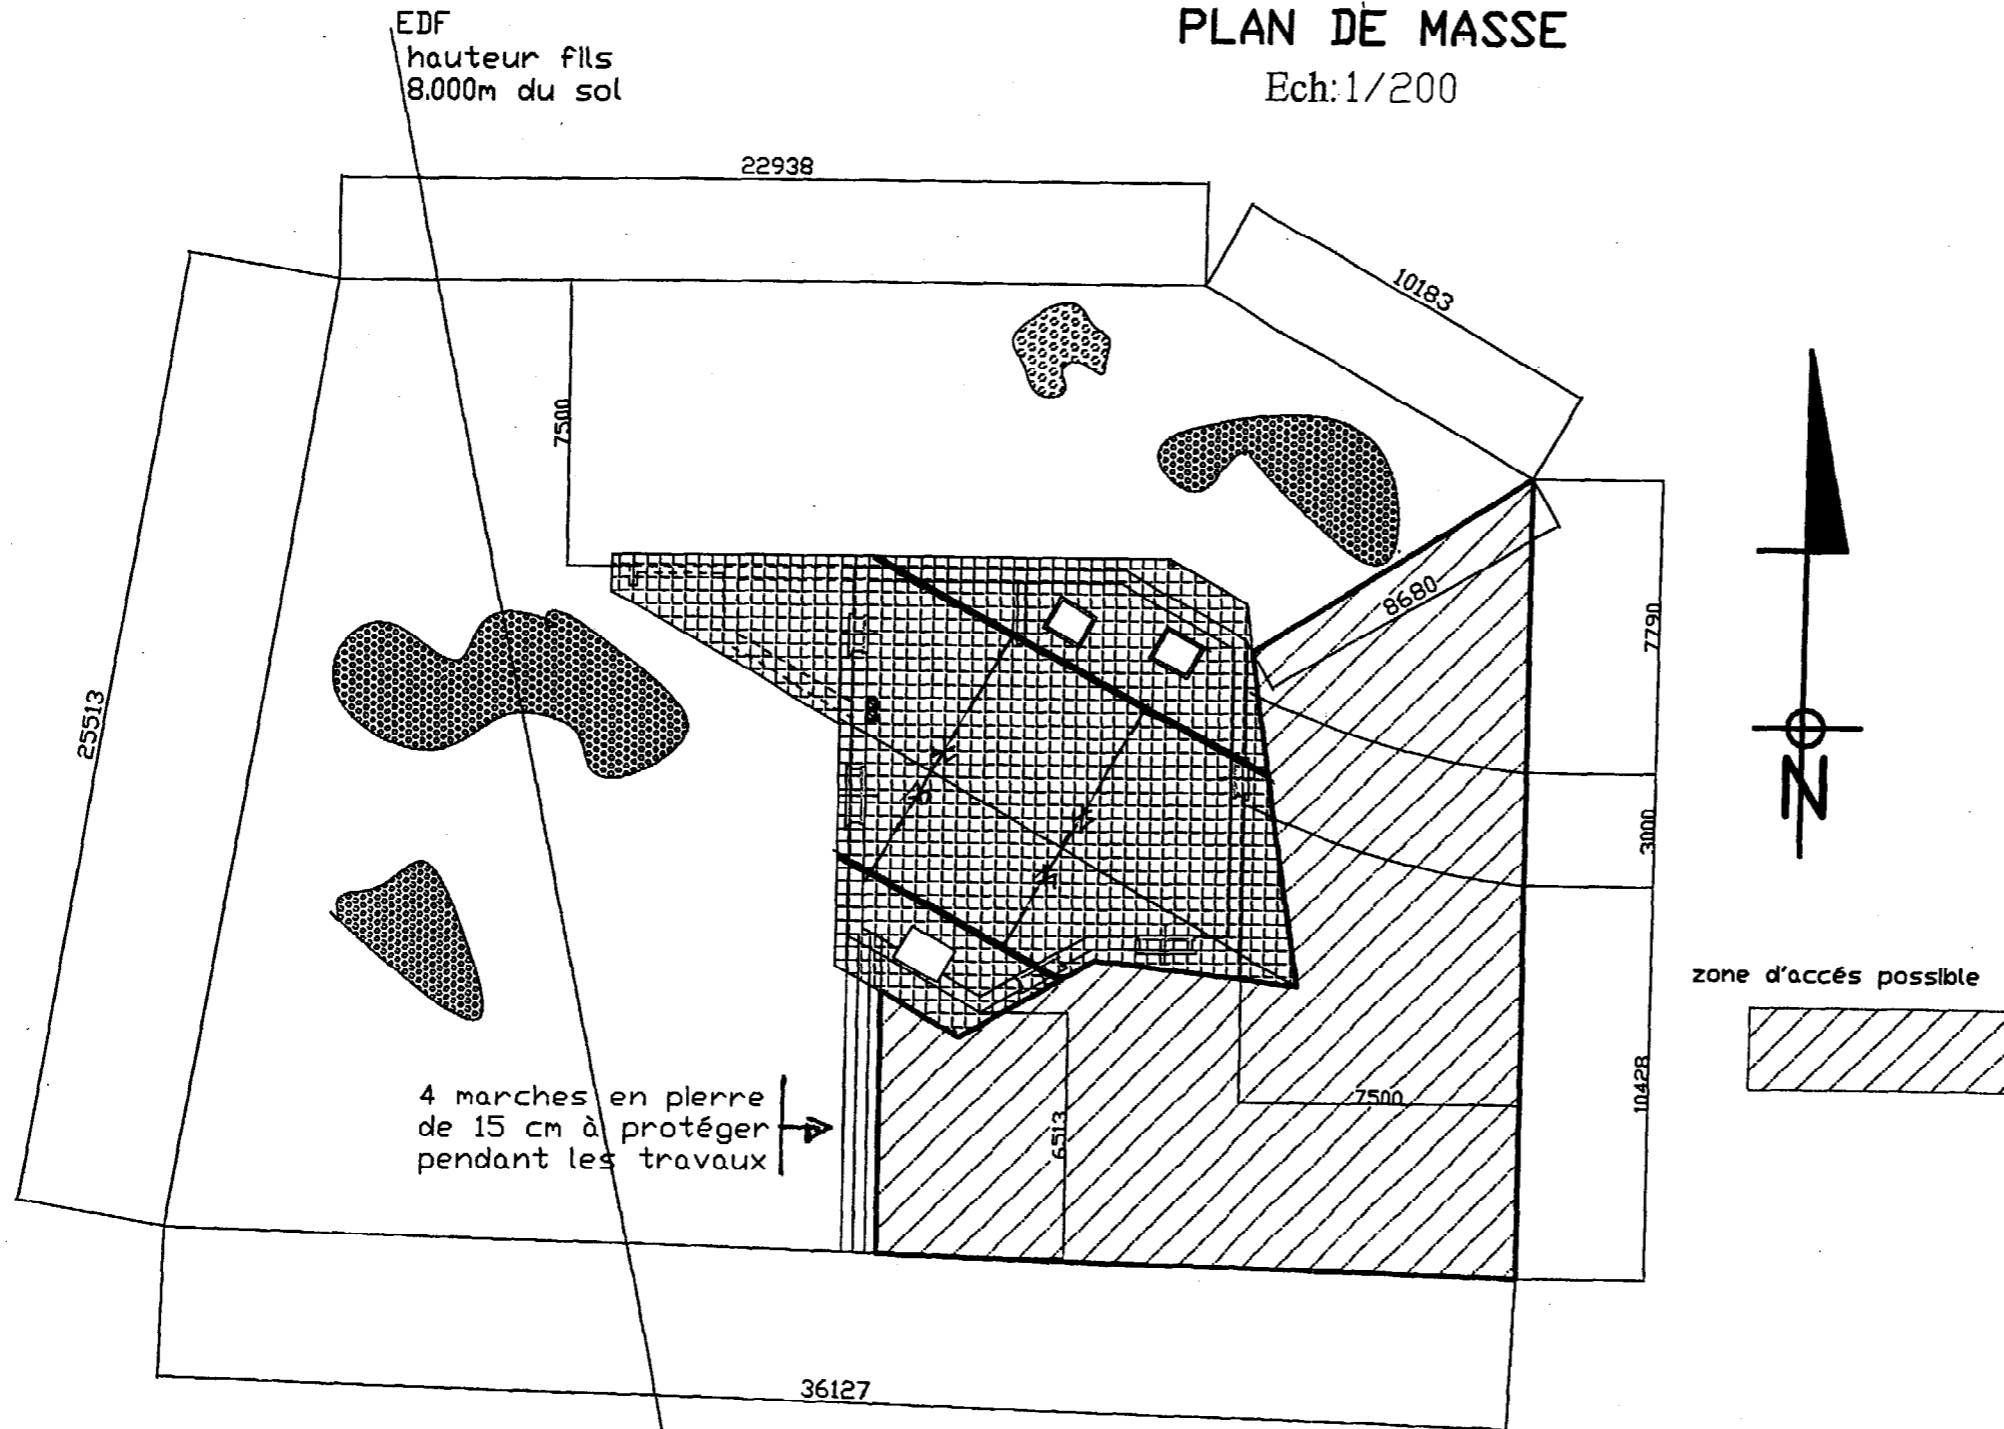 EDF
hauteur fils
8.000m du sol
PLAN DE MASSE
Ech:1/200
22938
10183
7500
25513
8680
7790
3000
10428
N
zone d'accés possible
4 marches en pierre
de 15 cm à protéger
pendant les travaux
7500
6513
36127